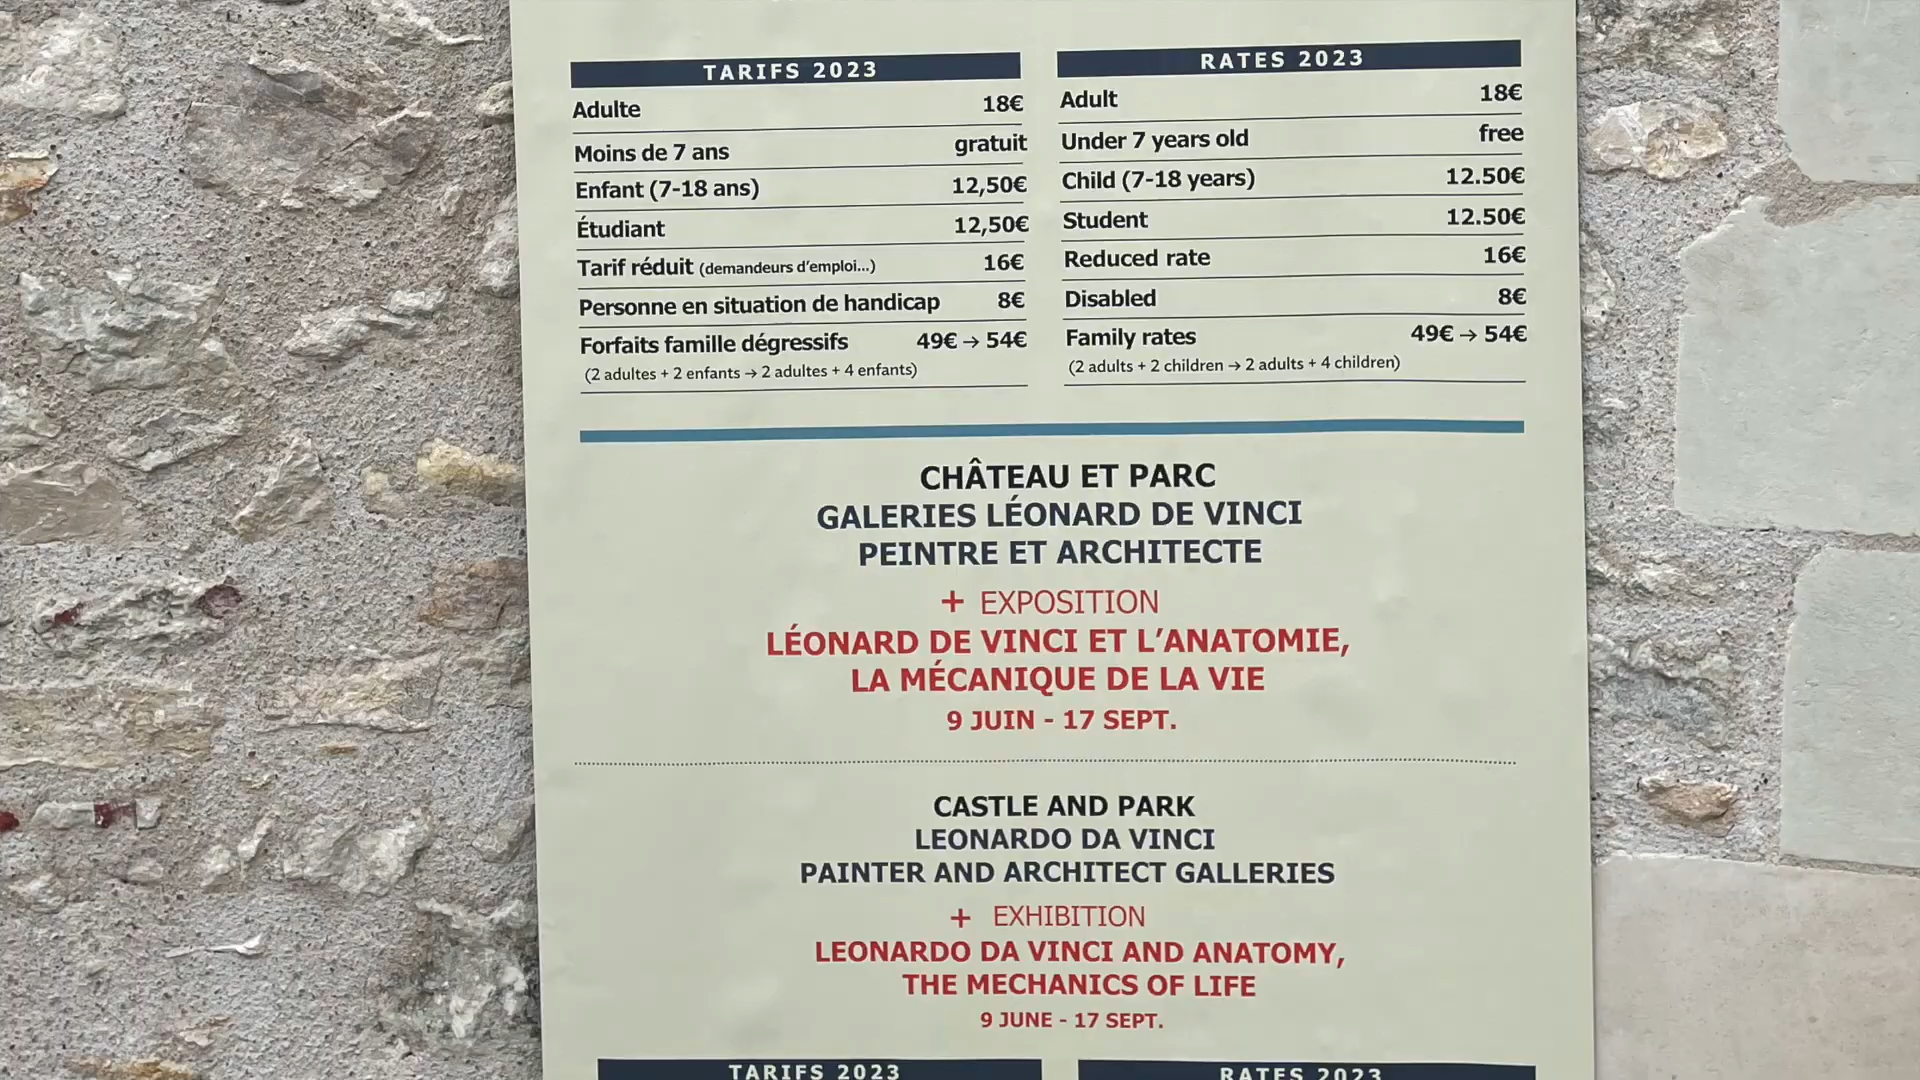 TARIFS 2023
Adulte 18€
Moins de 7 ans gratuit
Enfant (7-18 ans) 12,50€
Étudiant 12,50€
Tarif réduit (demandeurs d'emploi...) 16€
Personne en situation de handicap 8€
Forfaits famille dégressifs 49€ → 54€
(2 adultes + 2 enfants → 2 adultes + 4 enfants)
RATES 2023
Adult 18€
Under 7 years old free
Child (7-18 years) 12.50€
Student 12.50€
Reduced rate 16€
Disabled 8€
Family rates 49€ → 54€
(2 adults + 2 children → 2 adults + 4 children)
CHÂTEAU ET PARC
GALERIES LÉONARD DE VINCI
PEINTRE ET ARCHITECTE
+ EXPOSITION
LÉONARD DE VINCI ET L'ANATOMIE,
LA MÉCANIQUE DE LA VIE
9 JUIN - 17 SEPT.
CASTLE AND PARK
LEONARDO DA VINCI
PAINTER AND ARCHITECT GALLERIES
+ EXHIBITION
LEONARDO DA VINCI AND ANATOMY,
THE MECHANICS OF LIFE
9 JUNE - 17 SEPT.
TARIFS 2023
RATES 2023